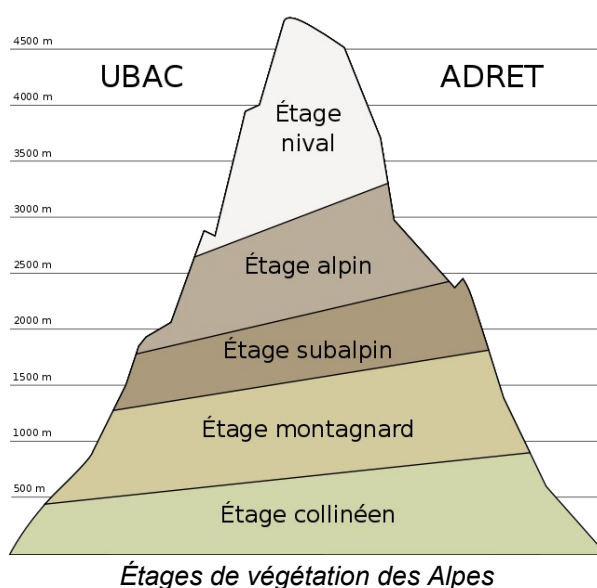 4500 m
UBAC
ADRET
4000 m
Étage
nival
3500 m
3000 m
2500 m
Étage alpin
2000 m
Étage subalpin
1500 m
1000 m
Étage montagnard
500 m
Étage collinéen
Étages de végétation des Alpes